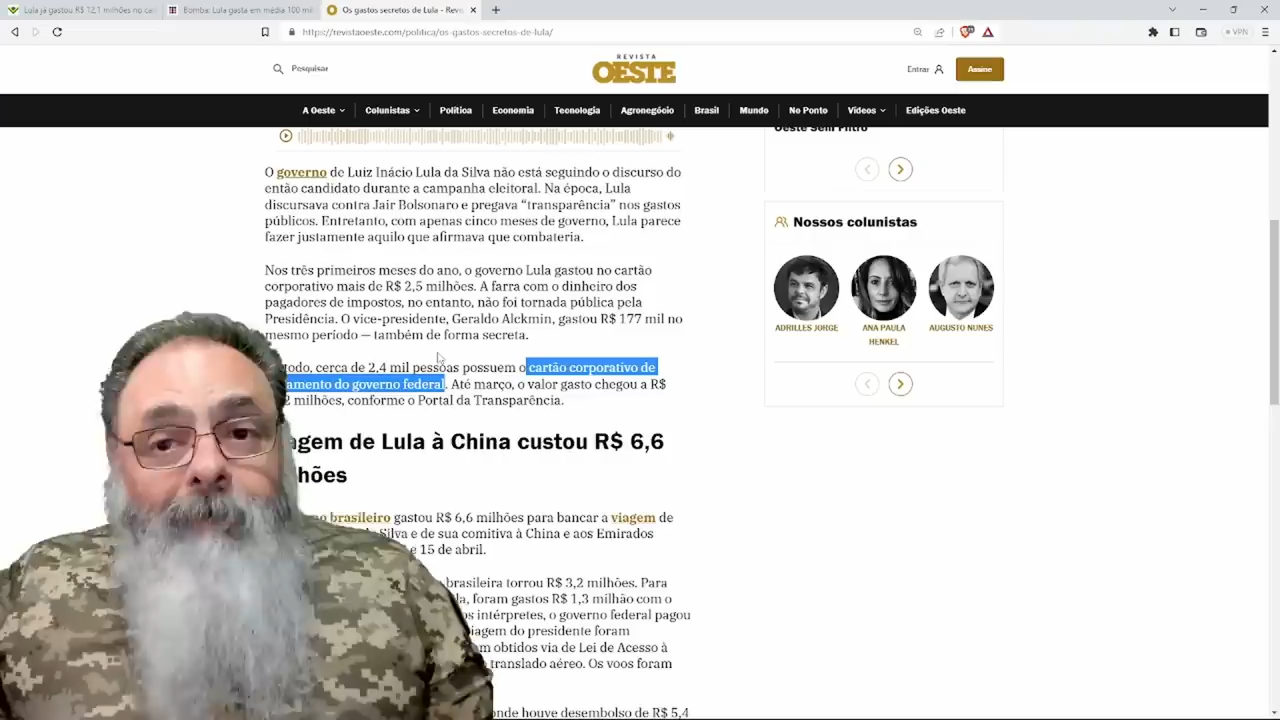 Lula já gastou R$ 12,1 milhões no car
Bomba: Lula gasta em média 100 mil
Os gastos secretos de Lula - Revis
https://revistaoeste.com/politica/os-gastos-secretos-de-lula/
VPN
Pesquisar
REVISTA
OESTE
Entrar
Assine
A Oeste
Colunistas
Política
Economia
Tecnologia
Agronegócio
Brasil
Mundo
No Ponto
Vídeos
Edições Oeste
O governo de Luiz Inácio Lula da Silva não está seguindo o discurso do
então candidato durante a campanha eleitoral. Na época, Lula
discursava contra Jair Bolsonaro e pregava “transparência” nos gastos
públicos. Entretanto, com apenas cinco meses de governo, Lula parece
fazer justamente aquilo que afirmava que combateria.
Nos três primeiros meses do ano, o governo Lula gastou no cartão
corporativo mais de R$ 2,5 milhões. A farra com o dinheiro dos
pagadores de impostos, no entanto, não foi tornada pública pela
Presidência. O vice-presidente, Geraldo Alckmin, gastou R$ 177 mil no
mesmo período — também de forma secreta.
todo, cerca de 2,4 mil pessoas possuem o cartão corporativo de
amento do governo federal. Até março, o valor gasto chegou a R$
2 milhões, conforme o Portal da Transparência.
agem de Lula à China custou R$ 6,6
hões
o brasileiro gastou R$ 6,6 milhões para bancar a viagem de
Silva e de sua comitiva à China e aos Emirados
e 15 de abril.
brasileira torrou R$ 3,2 milhões. Para
la, foram gastos R$ 1,3 milhão com o
os intérpretes, o governo federal pagou
iagem do presidente foram
m obtidos via de Lei de Acesso à
translado aéreo. Os voos foram
onde houve desembolso de R$ 5,4
Oeste Sem Filtro
Nossos colunistas
ADRILLES JORGE
ANA PAULA
HENKEL
AUGUSTO NUNES